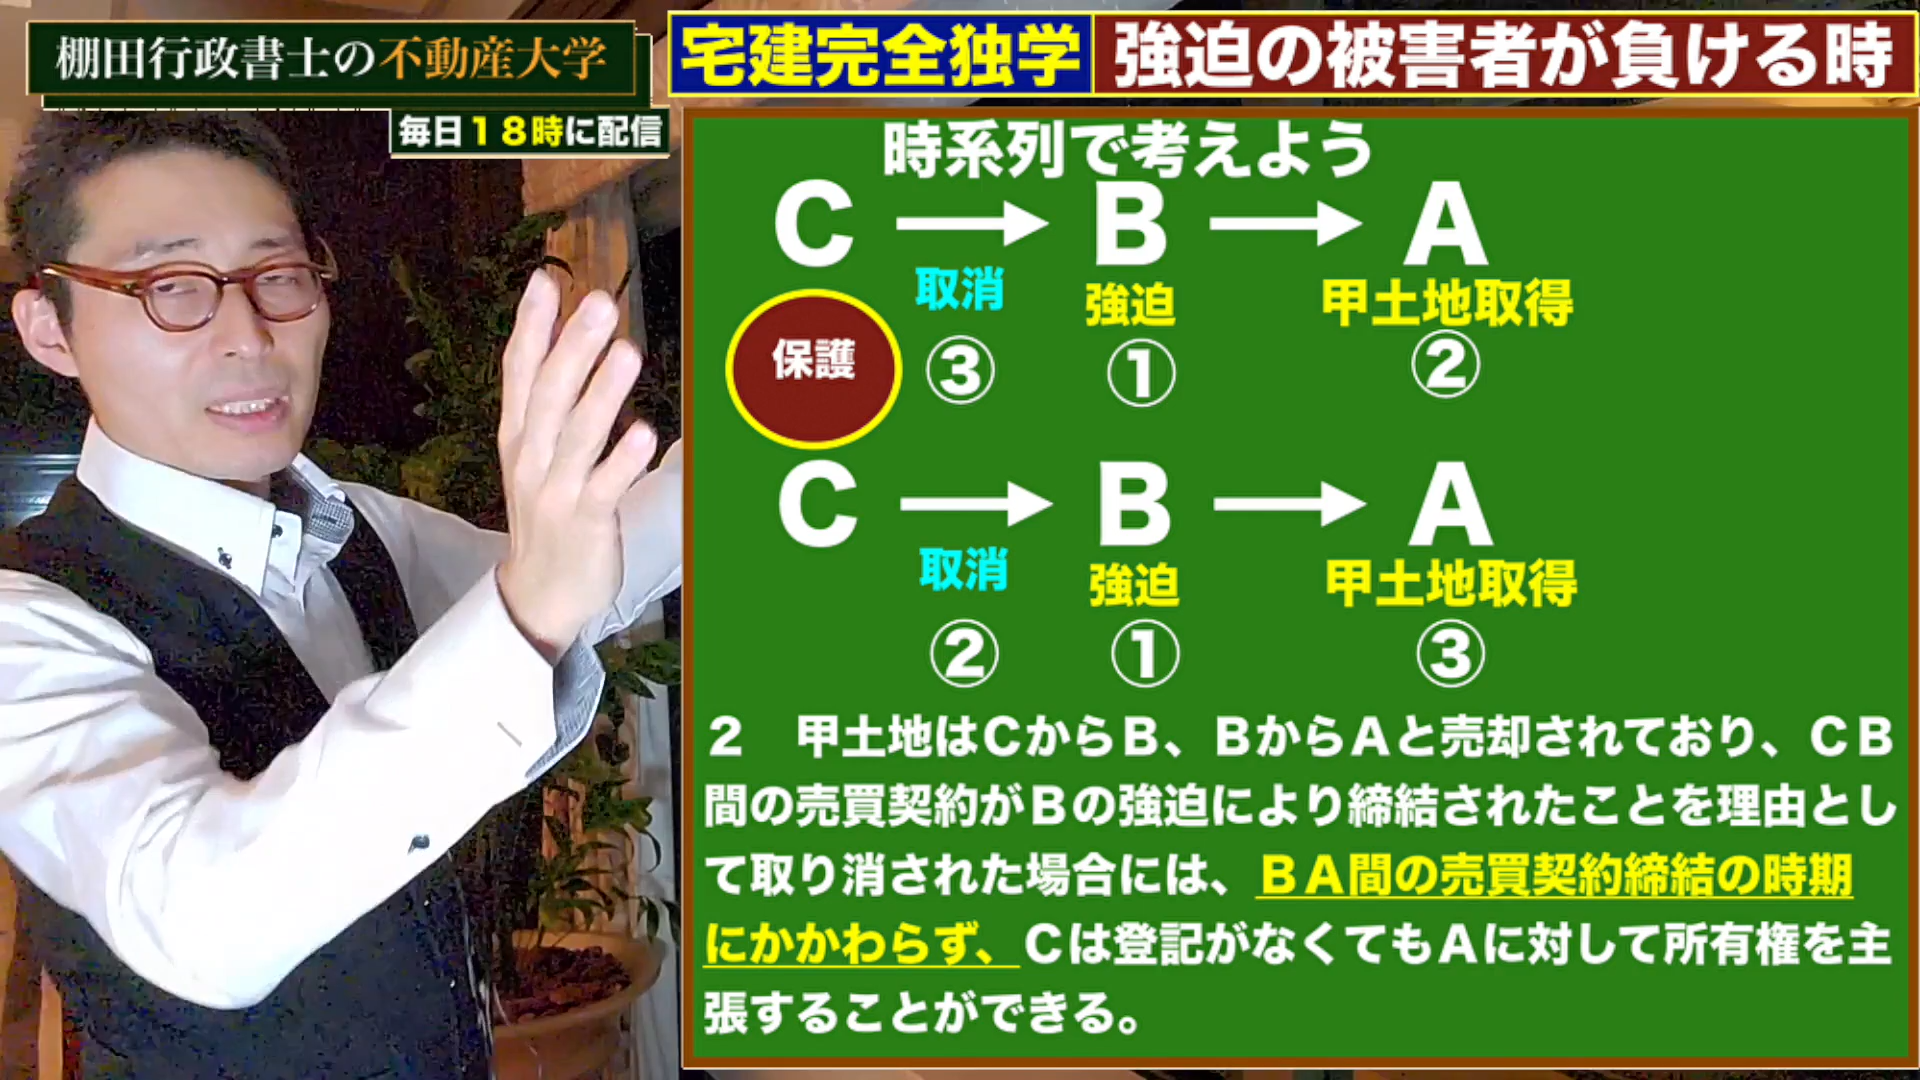 棚田行政書士の不動産大学
毎日１８時に配信
宅建完全独学
強迫の被害者が負ける時
時系列で考えよう
C → B → A
取消 強迫 甲土地取得
保護
③ ① ②
C → B → A
取消 強迫 甲土地取得
② ① ③
２　甲土地はＣからＢ、ＢからＡと売却されており、ＣＢ
間の売買契約がＢの強迫により締結されたことを理由とし
て取り消された場合には、ＢＡ間の売買契約締結の時期
にかかわらず、Ｃは登記がなくてもＡに対して所有権を主
張することができる。